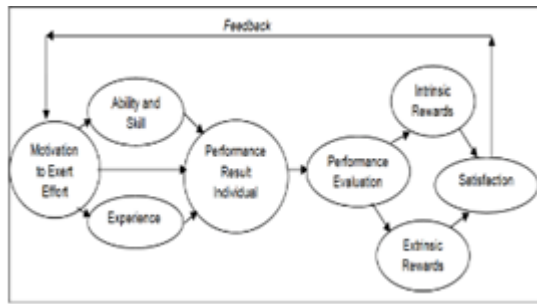 Feedback
Ability and
Skill
Motivation
to Exert
Effort
Experience
Performance
Result
Individual
Performance
Evaluation
Intrinsic
Rewards
Satisfaction
Extrinsic
Rewards